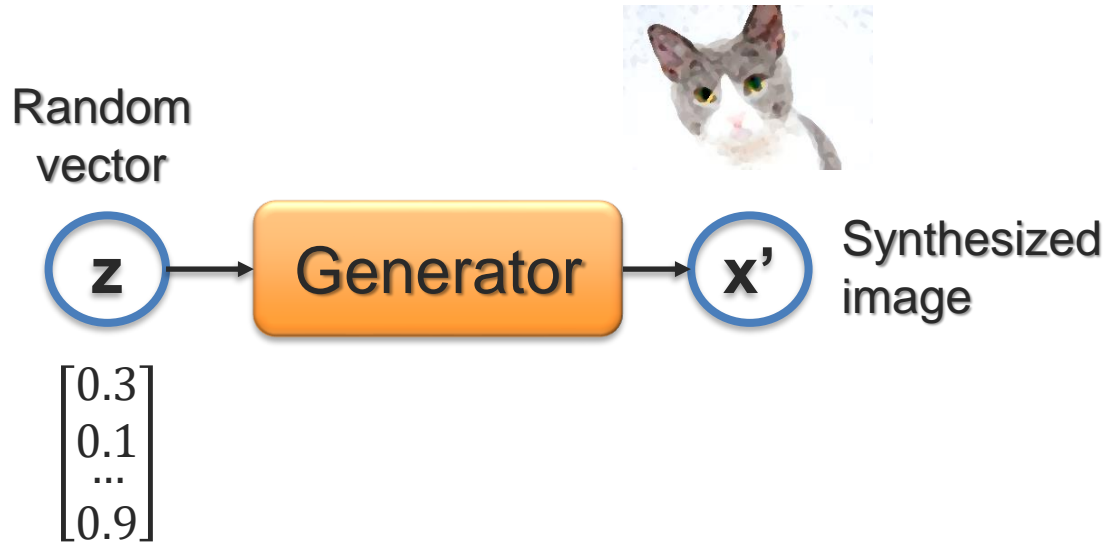 Random
vector
z
Generator
x’
Synthesized
image
0.3
0.1
...
0.9